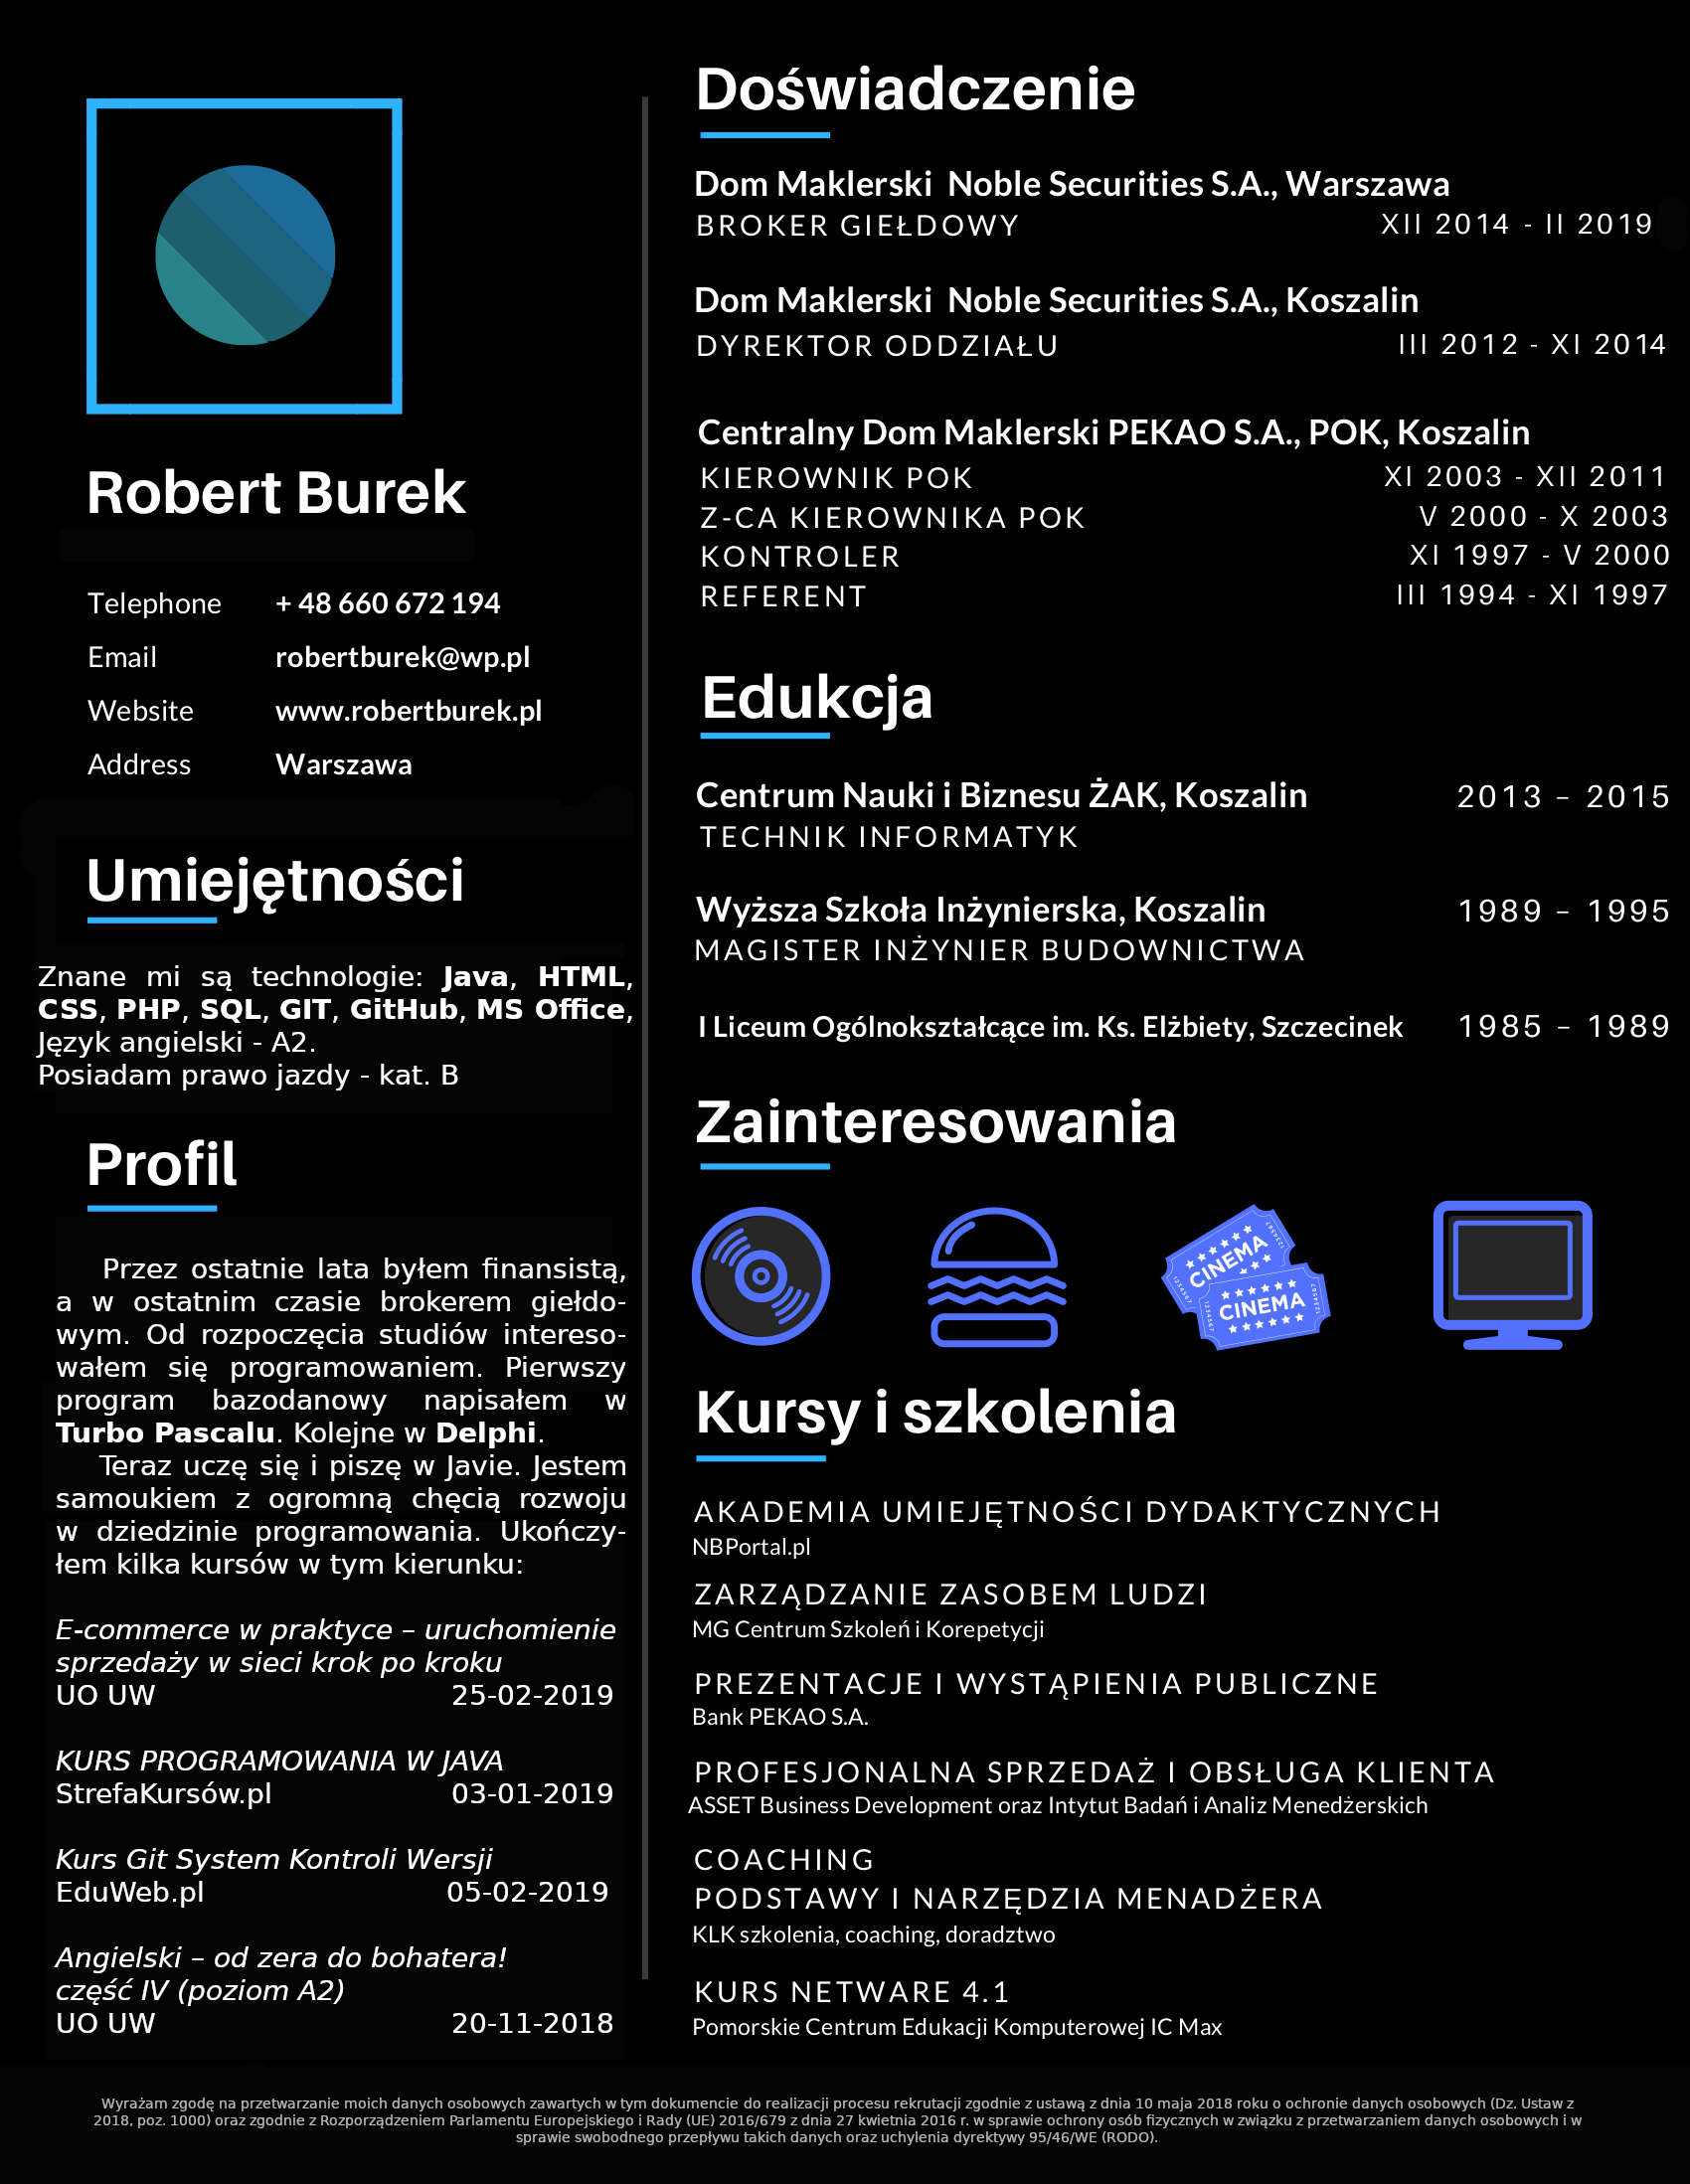 Robert Burek
Telephone + 48 660 672 194
Email robertburek@wp.pl
Website www.robertburek.pl
Address Warszawa
Umiejętności
Znane mi są technologie: Java, HTML,
CSS, PHP, SQL, GIT, GitHub, MS Office,
Język angielski - A2.
Posiadam prawo jazdy - kat. B
Profil
Przez ostatnie lata byłem finansistą,
a w ostatnim czasie brokerem giełdo-
wym. Od rozpoczęcia studiów intereso-
wałem się programowaniem. Pierwszy
program bazodanowy napisałem w
Turbo Pascalu. Kolejne w Delphi.
Teraz uczę się i piszę w Javie. Jestem
samoukiem z ogromną chęcią rozwoju
w dziedzinie programowania. Ukończy-
łem kilka kursów w tym kierunku:
E-commerce w praktyce – uruchomienie
sprzedaży w sieci krok po kroku
UO UW 25-02-2019
KURS PROGRAMOWANIA W JAVA
StrefaKursów.pl 03-01-2019
Kurs Git System Kontroli Wersji
EduWeb.pl 05-02-2019
Angielski – od zera do bohatera!
część IV (poziom A2)
UO UW 20-11-2018
Doświadczenie
Dom Maklerski Noble Securities S.A., Warszawa
BROKER GIEŁDOWY XII 2014 - II 2019
Dom Maklerski Noble Securities S.A., Koszalin
DYREKTOR ODDZIAŁU III 2012 - XI 2014
Centralny Dom Maklerski PEKAO S.A., POK, Koszalin
KIEROWNIK POK XI 2003 - XII 2011
Z-CA KIEROWNIKA POK V 2000 - X 2003
KONTROLER XI 1997 - V 2000
REFERENT III 1994 - XI 1997
Edukcja
Centrum Nauki i Biznesu ŻAK, Koszalin 2013 – 2015
TECHNIK INFORMATYK
Wyższa Szkoła Inżynierska, Koszalin 1989 – 1995
MAGISTER INŻYNIER BUDOWNICTWA
I Liceum Ogólnokształcące im. Ks. Elżbiety, Szczecinek 1985 – 1989
Zainteresowania
CINEMA
1234567
1234567
CINEMA
1234567
1234567
Kursy i szkolenia
AKADEMIA UMIEJĘTNOŚCI DYDAKTYCZNYCH
NBPortal.pl
ZARZĄDZANIE ZASOBEM LUDZI
MG Centrum Szkoleń i Korepetycji
PREZENTACJE I WYSTĄPIENIA PUBLICZNE
Bank PEKAO S.A.
PROFESJONALNA SPRZEDAŻ I OBSŁUGA KLIENTA
ASSET Business Development oraz Intytut Badań i Analiz Menedżerskich
COACHING
PODSTAWY I NARZĘDZIA MENADŻERA
KLK szkolenia, coaching, doradztwo
KURS NETWARE 4.1
Pomorskie Centrum Edukacji Komputerowej IC Max
Wyrażam zgodę na przetwarzanie moich danych osobowych zawartych w tym dokumencie do realizacji procesu rekrutacji zgodnie z ustawą z dnia 10 maja 2018 roku o ochronie danych osobowych (Dz. Ustaw z
2018, poz. 1000) oraz zgodnie z Rozporządzeniem Parlamentu Europejskiego i Rady (UE) 2016/679 z dnia 27 kwietnia 2016 r. w sprawie ochrony osób fizycznych w związku z przetwarzaniem danych osobowych i w
sprawie swobodnego przepływu takich danych oraz uchylenia dyrektywy 95/46/WE (RODO).